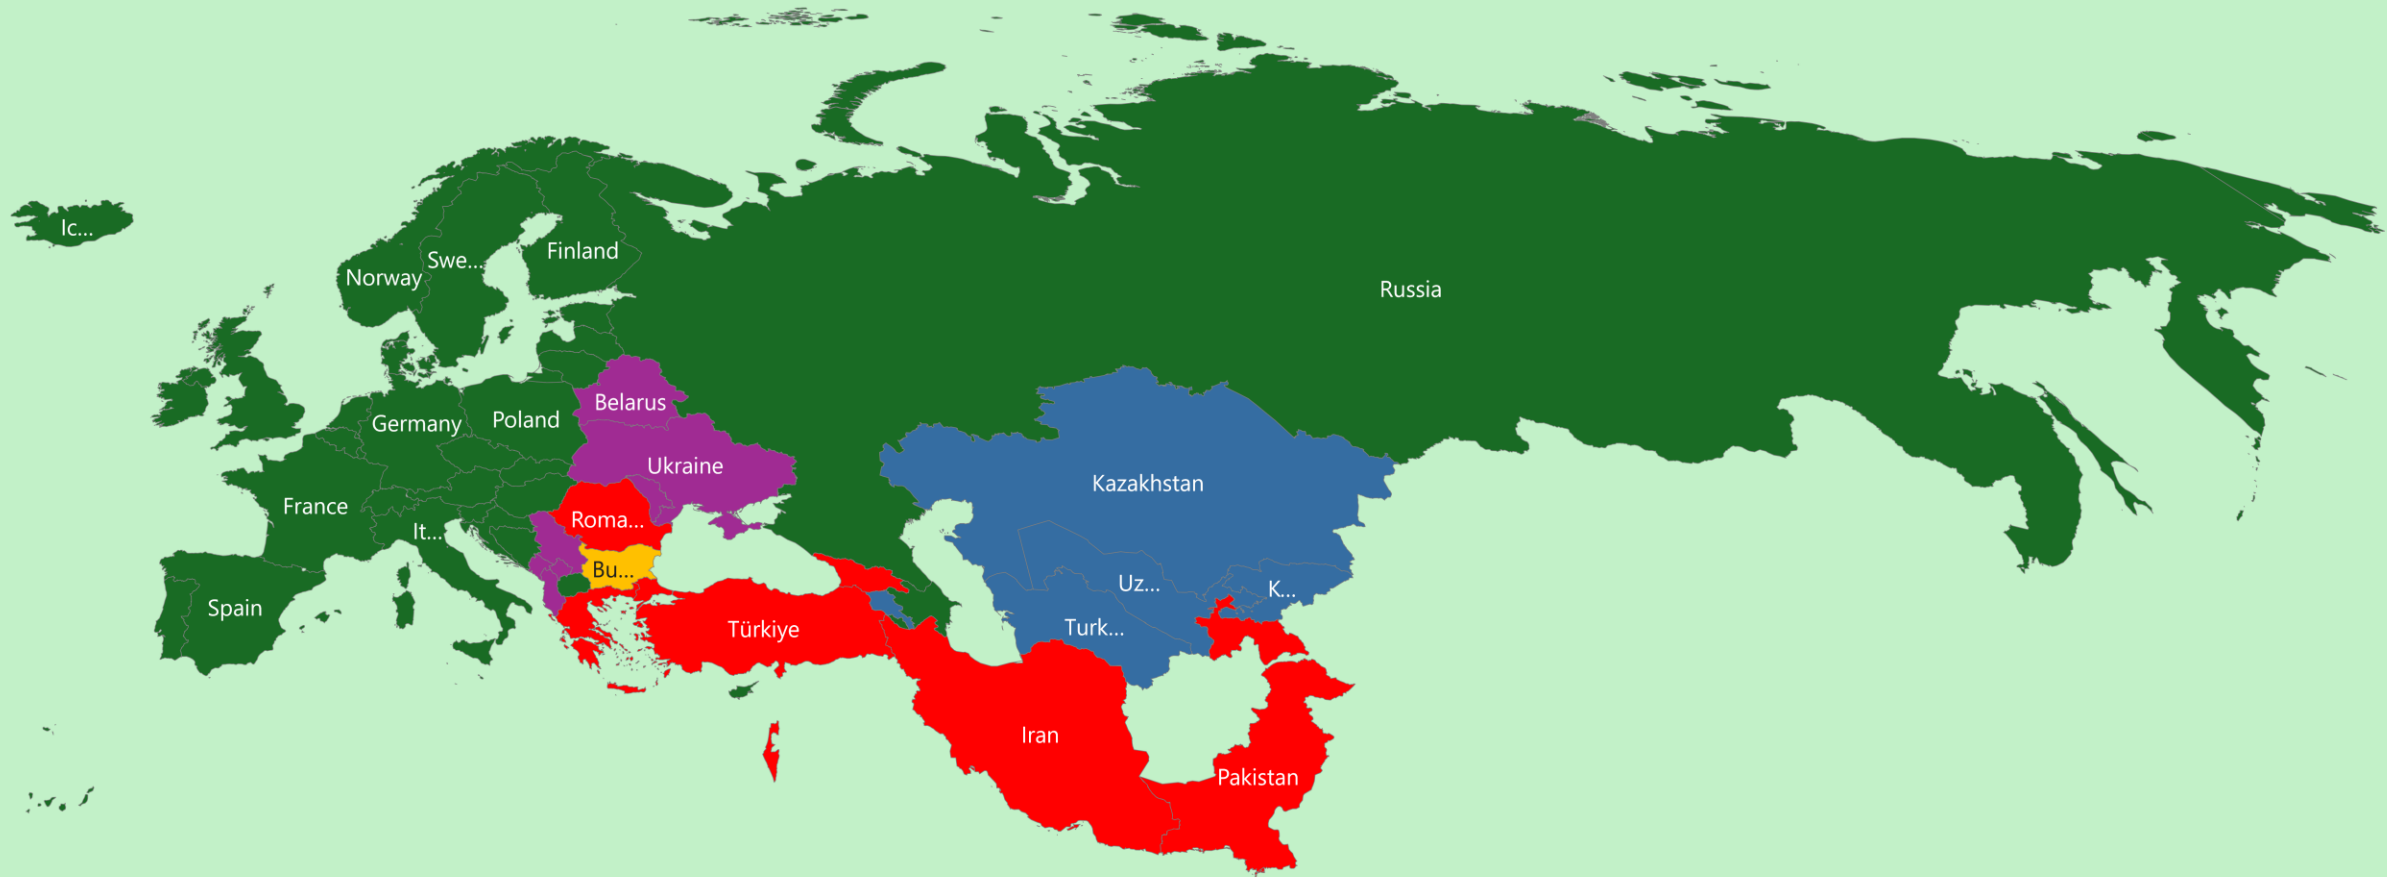 Russia
Ic...
Finland
Swe...
Norway
Belarus
Poland
Germany
Ukraine
Kazakhstan
France
Roma...
It...
Bu...
Uz...
K...
Spain
Türkiye
Turk...
Iran
Pakistan